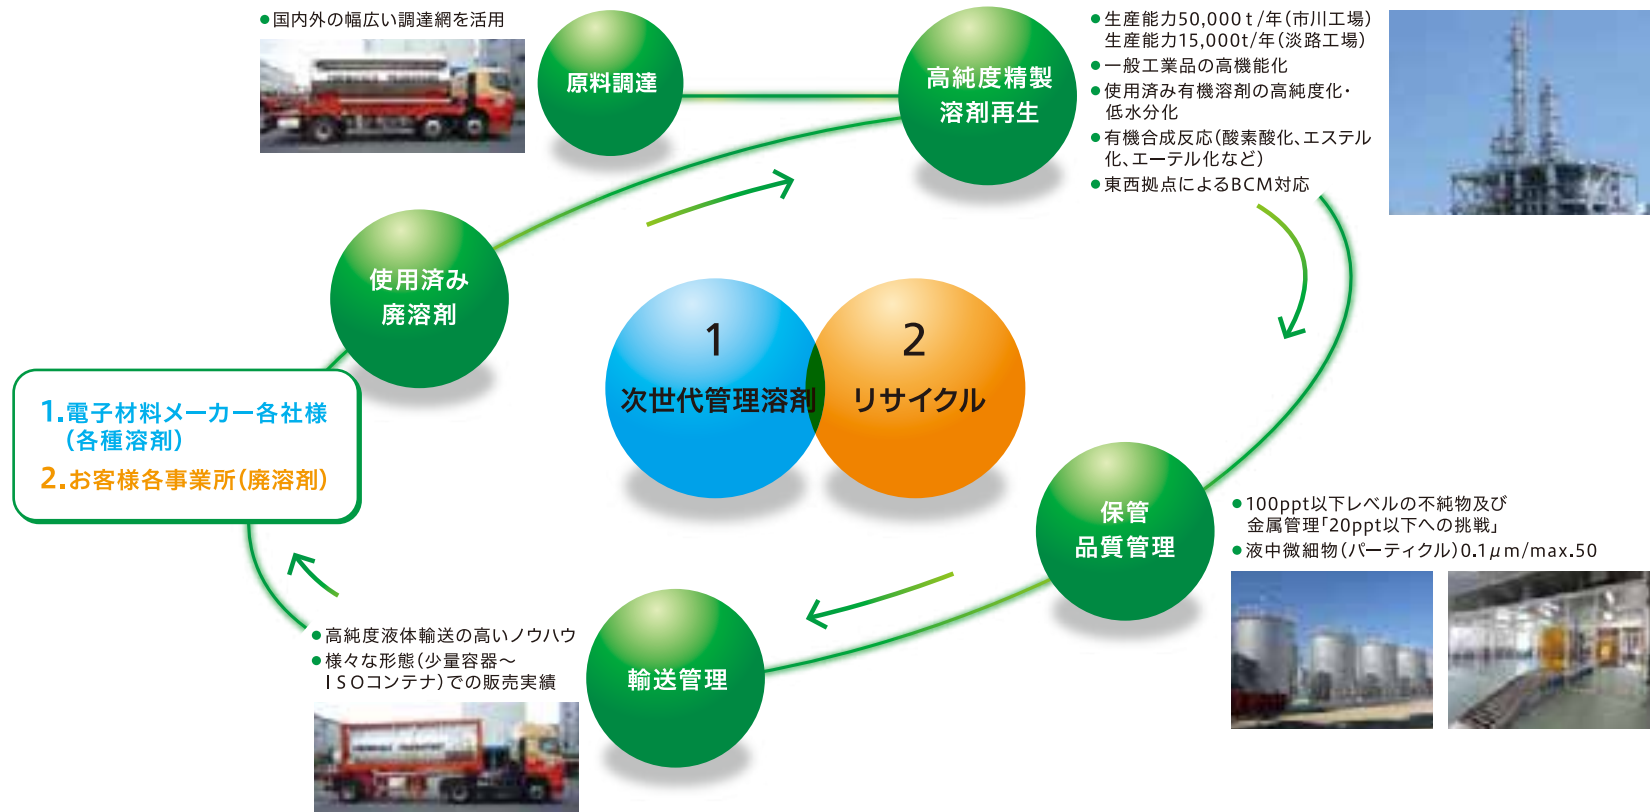 ●国内外の幅広い調達網を活用
原料調達
高純度精製
溶剤再生
●生産能力50,000t/年(市川工場)
生産能力15,000t/年(淡路工場)
●一般工業品の高機能化
●使用済み有機溶剤の高純度化・
低水分化
●有機合成反応(酸素酸化、エステル
化、エーテル化など)
●東西拠点によるBCM対応
使用済み
廃溶剤
1
次世代管理溶剤
2
リサイクル
1.電子材料メーカー各社様
(各種溶剤)
2.お客様各事業所(廃溶剤)
保管
品質管理
●100ppt以下レベルの不純物及び
金属管理「20ppt以下への挑戦」
●液中微細物(パーティクル)0.1μm/max.50
輸送管理
●高純度液体輸送の高いノウハウ
●様々な形態(少量容器〜
ISOコンテナ)での販売実績